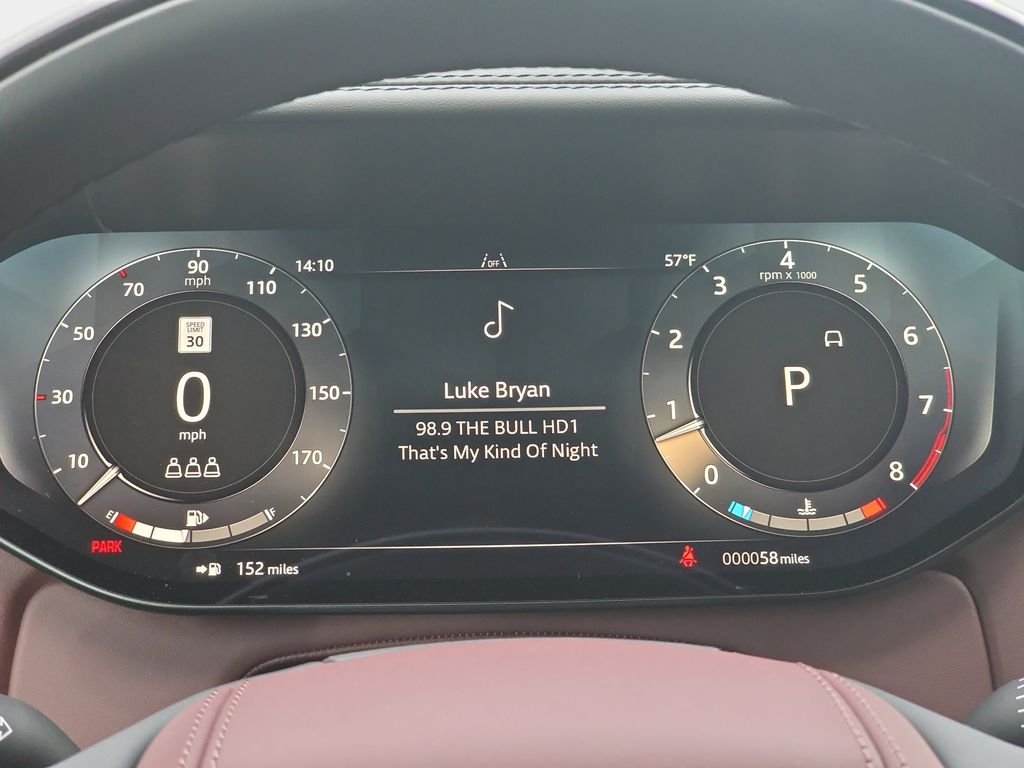 14:10
OFF
57°F
10
30
50
70
90
mph
110
130
150
170
SPEED
LIMIT
30
0
mph
E
F
PARK
152 miles
Luke Bryan
98.9 THE BULL HD1
That's My Kind Of Night
0
1
2
3
4
rpm x 1000
5
6
7
8
P
000058 miles